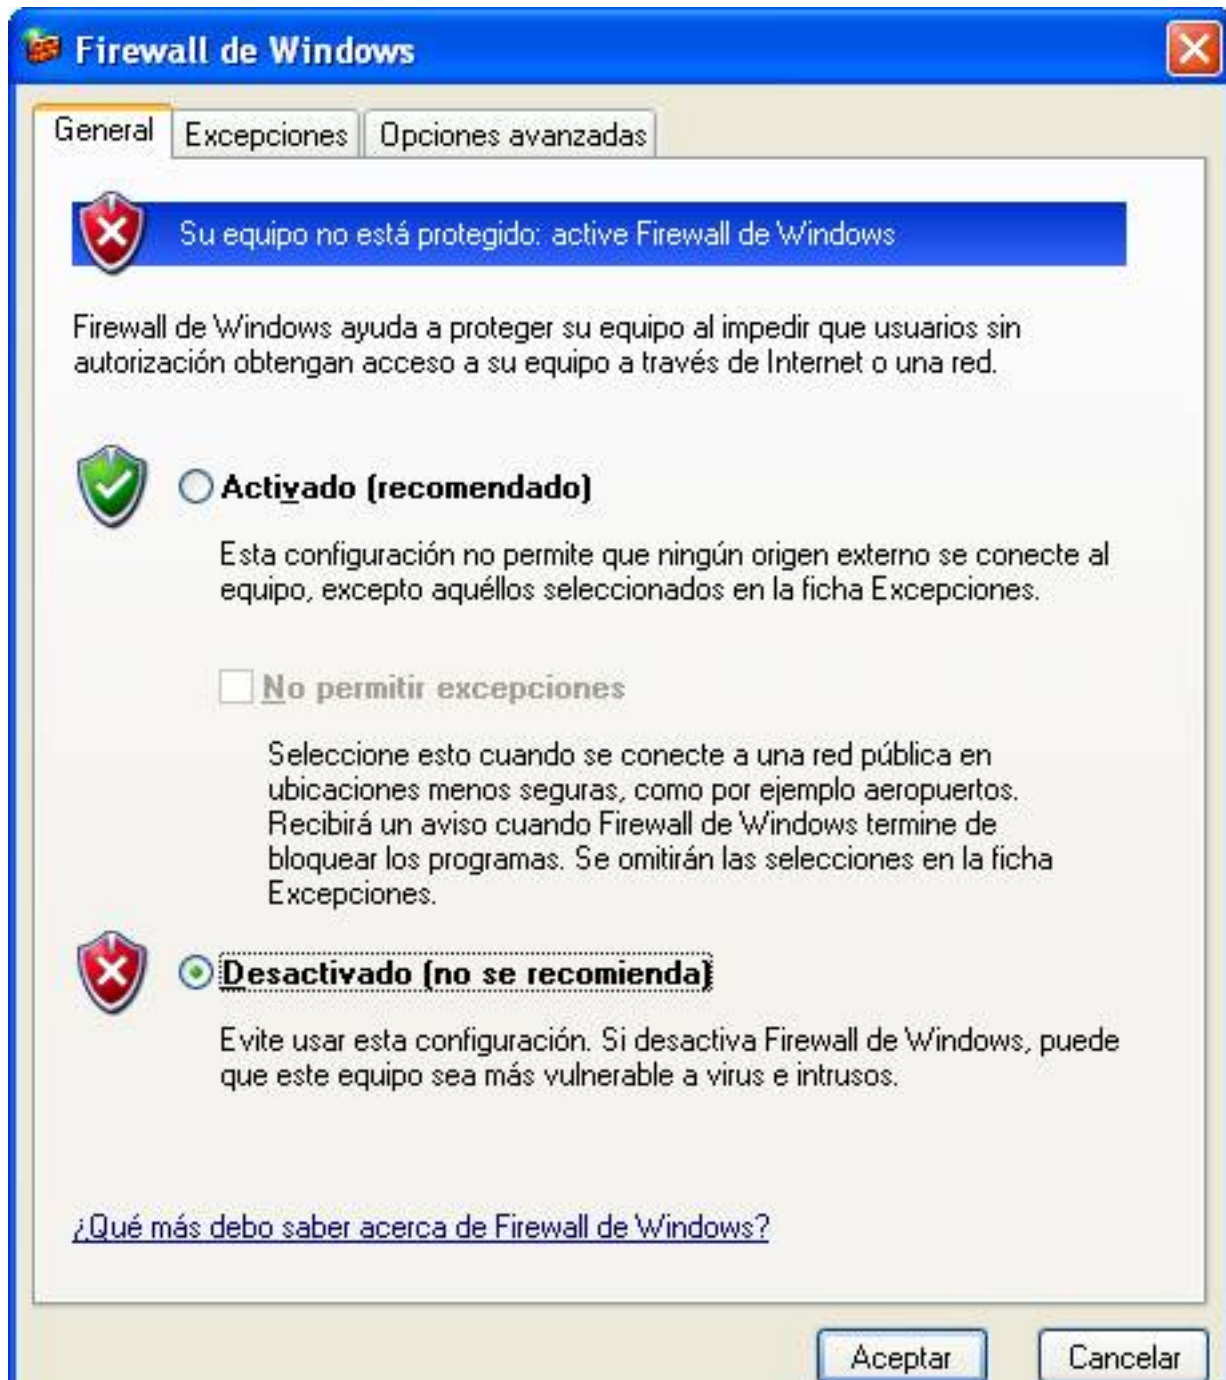 Firewall de Windows
General
Excepciones
Opciones avanzadas
Su equipo no está protegido: active Firewall de Windows
Firewall de Windows ayuda a proteger su equipo al impedir que usuarios sin
autorización obtengan acceso a su equipo a través de Internet o una red.
Activado (recomendado)
Esta configuración no permite que ningún origen externo se conecte al
equipo, excepto aquéllos seleccionados en la ficha Excepciones.
No permitir excepciones
Seleccione esto cuando se conecte a una red pública en
ubicaciones menos seguras, como por ejemplo aeropuertos.
Recibirá un aviso cuando Firewall de Windows termine de
bloquear los programas. Se omitirán las selecciones en la ficha
Excepciones.
Desactivado (no se recomienda)
Evite usar esta configuración. Si desactiva Firewall de Windows, puede
que este equipo sea más vulnerable a virus e intrusos.
¿Qué más debo saber acerca de Firewall de Windows?
Aceptar
Cancelar